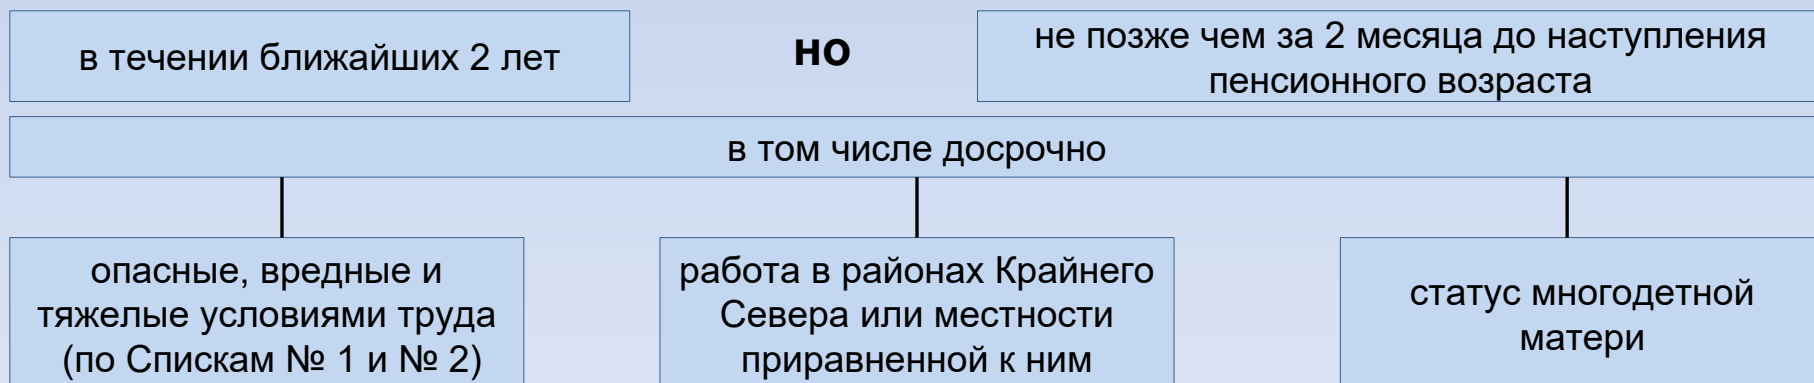 в течении ближайших 2 лет
но
не позже чем за 2 месяца до наступления
пенсионного возраста
в том числе досрочно
опасные, вредные и
тяжелые условиями труда
(по Спискам № 1 и № 2)
работа в районах Крайнего
Севера или местности
приравненной к ним
статус многодетной
матери